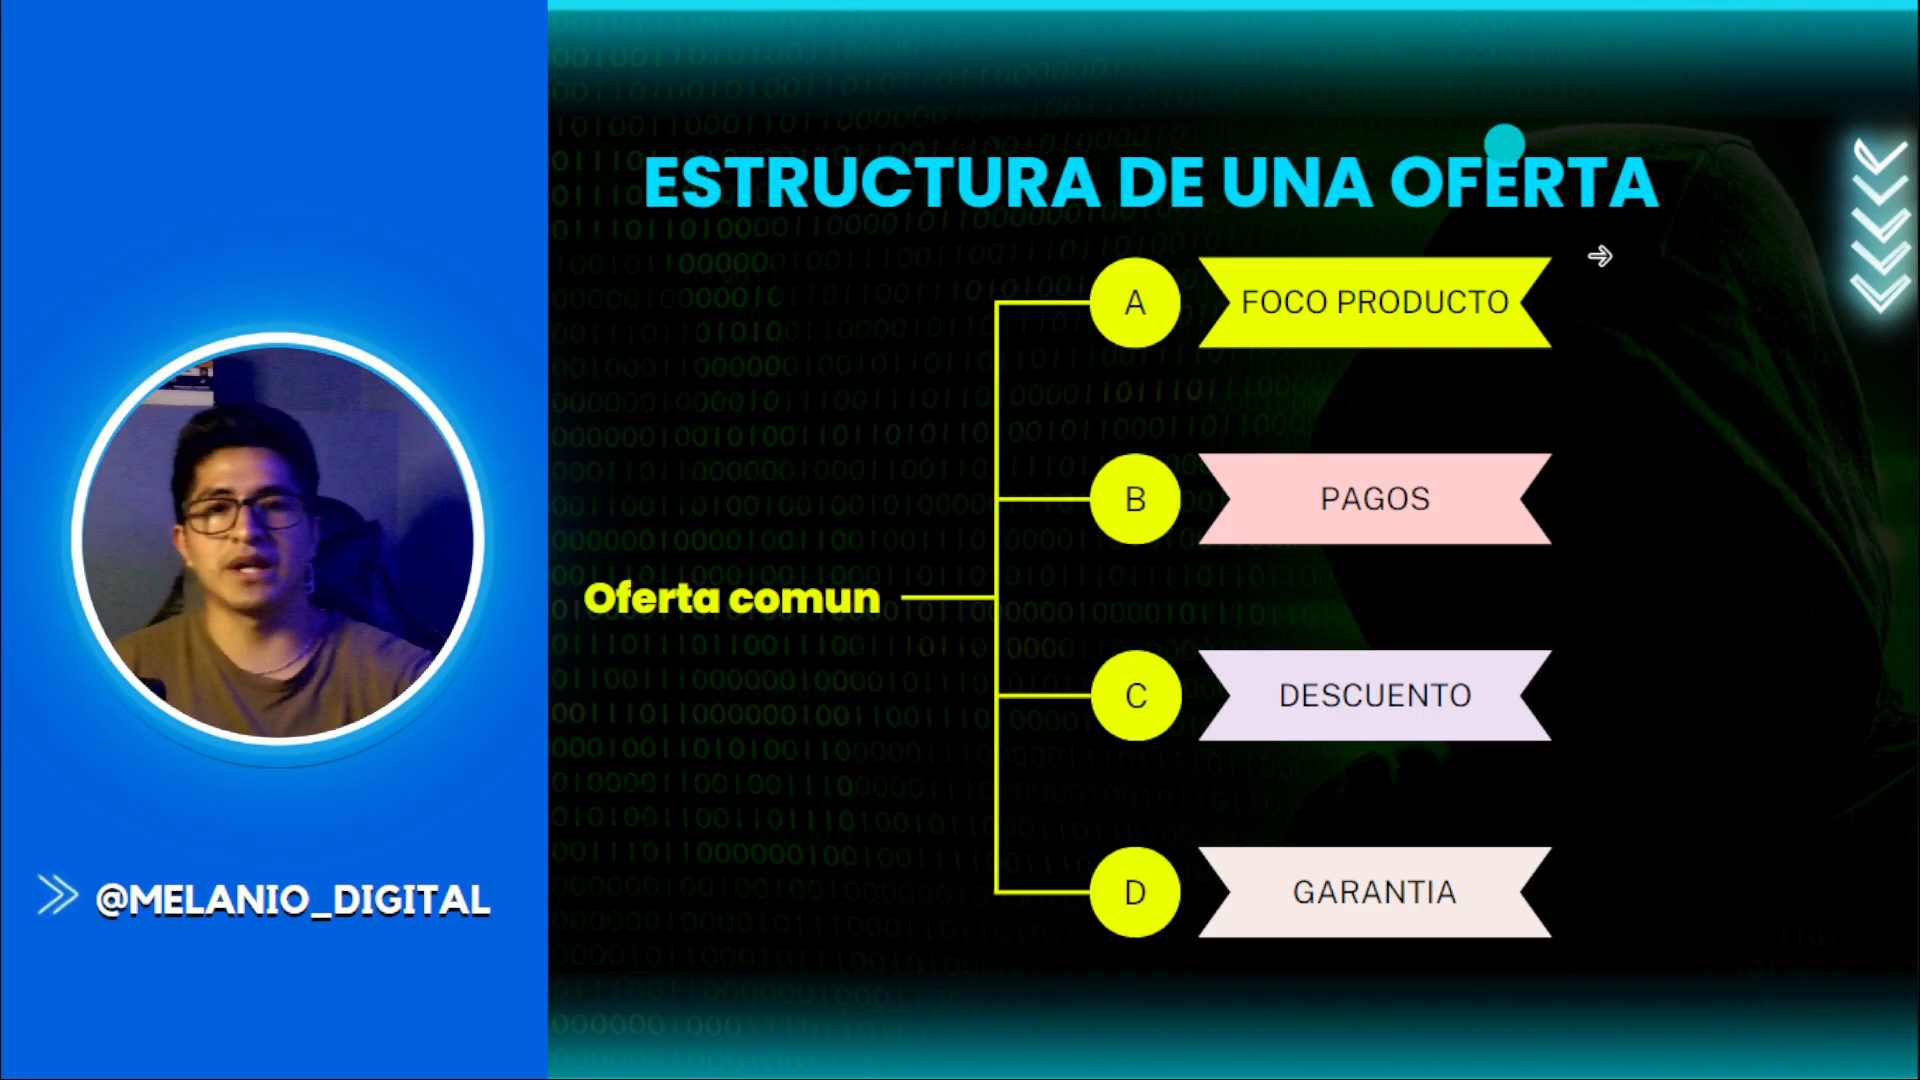 ESTRUCTURA DE UNA OFERTA
A FOCO PRODUCTO
B PAGOS
Oferta comun
C DESCUENTO
D GARANTIA
@MELANIO_DIGITAL